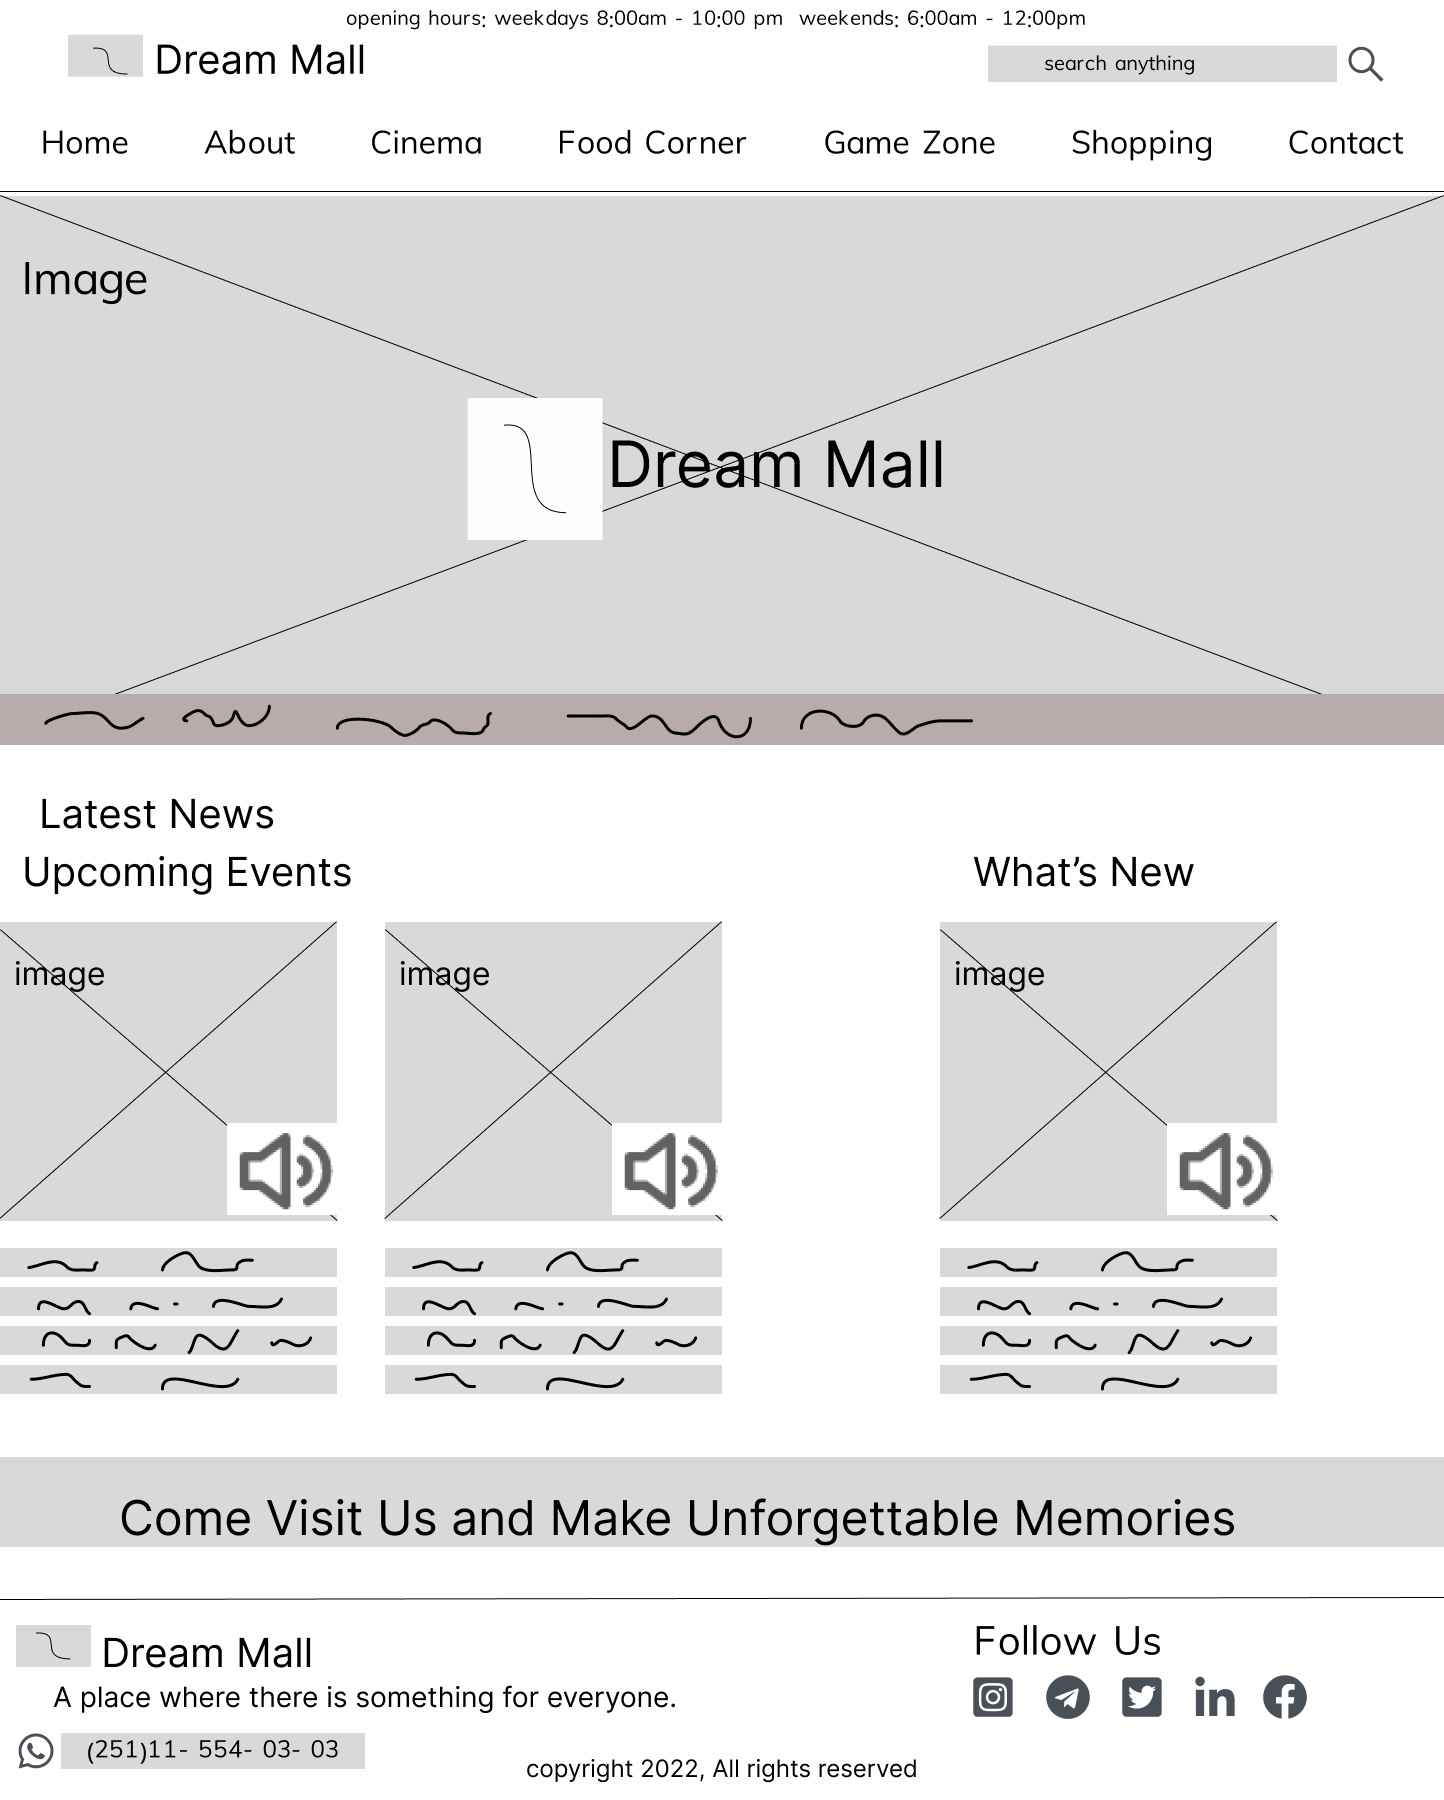 opening hours: weekdays 8:00am - 10:00 pm weekends: 6:00am - 12:00pm
Dream Mall
search anything
Home About Cinema Food Corner Game Zone Shopping Contact
Image
Dream Mall
Latest News
Upcoming Events
What’s New
image
image
image
Come Visit Us and Make Unforgettable Memories
Dream Mall
A place where there is something for everyone.
(251)11- 554- 03- 03
Follow Us
in
copyright 2022, All rights reserved